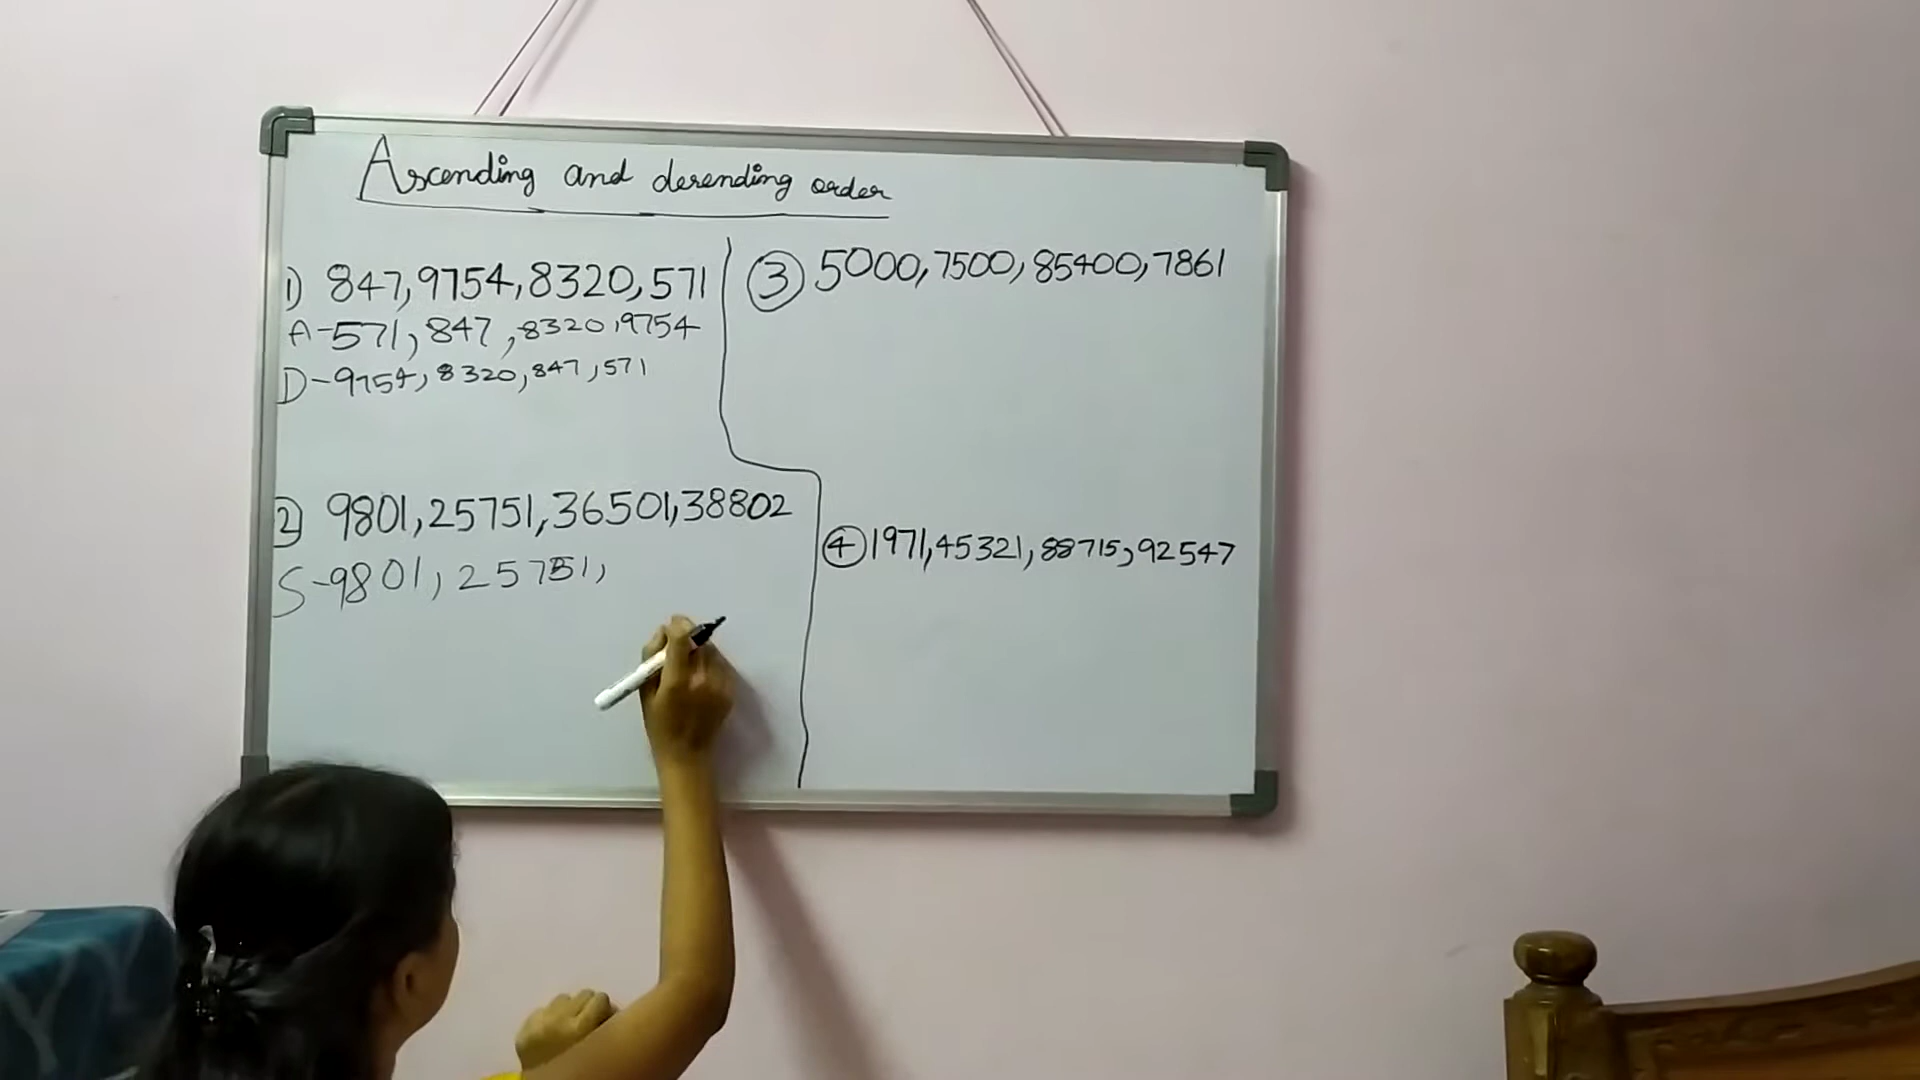 Ascending and desending order
1) 847,9754,8320,571
A-571,847,8320,9754
D-9754,8320,847,571
2) 9801,25751,36501,38802
S-9801,25751,
3 5000,7500,85400,7861
4 1971,45321,88715,92547